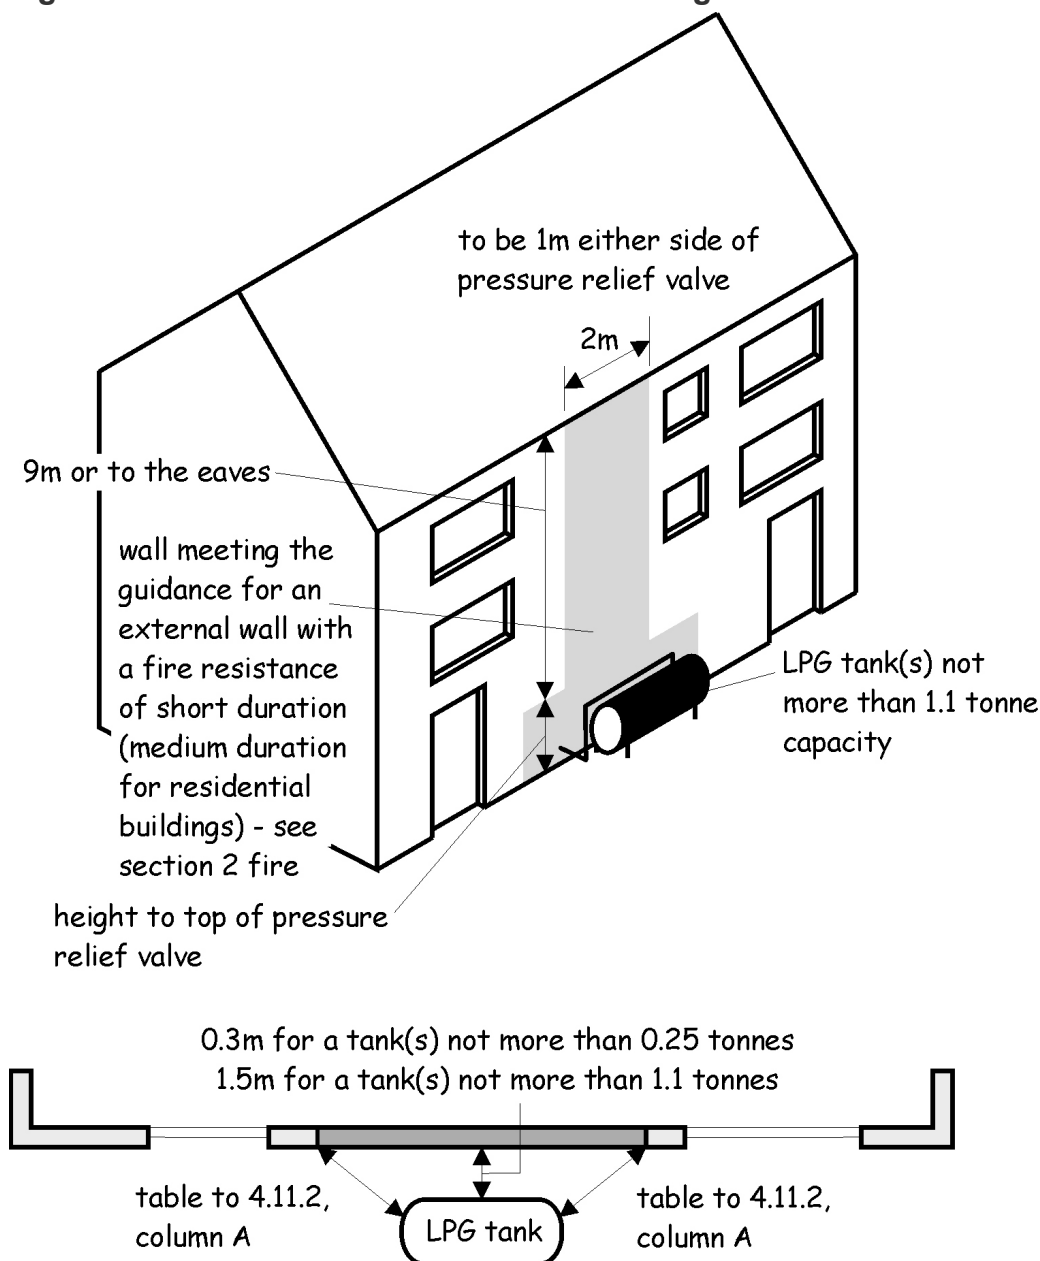 to be 1m either side of
pressure relief valve
2m
9m or to the eaves
wall meeting the
guidance for an
external wall with
a fire resistance
of short duration
(medium duration
for residential
buildings) - see
section 2 fire
LPG tank(s) not
more than 1.1 tonne
capacity
height to top of pressure
relief valve
0.3m for a tank(s) not more than 0.25 tonnes
1.5m for a tank(s) not more than 1.1 tonnes
table to 4.11.2,
column A
LPG tank
table to 4.11.2,
column A